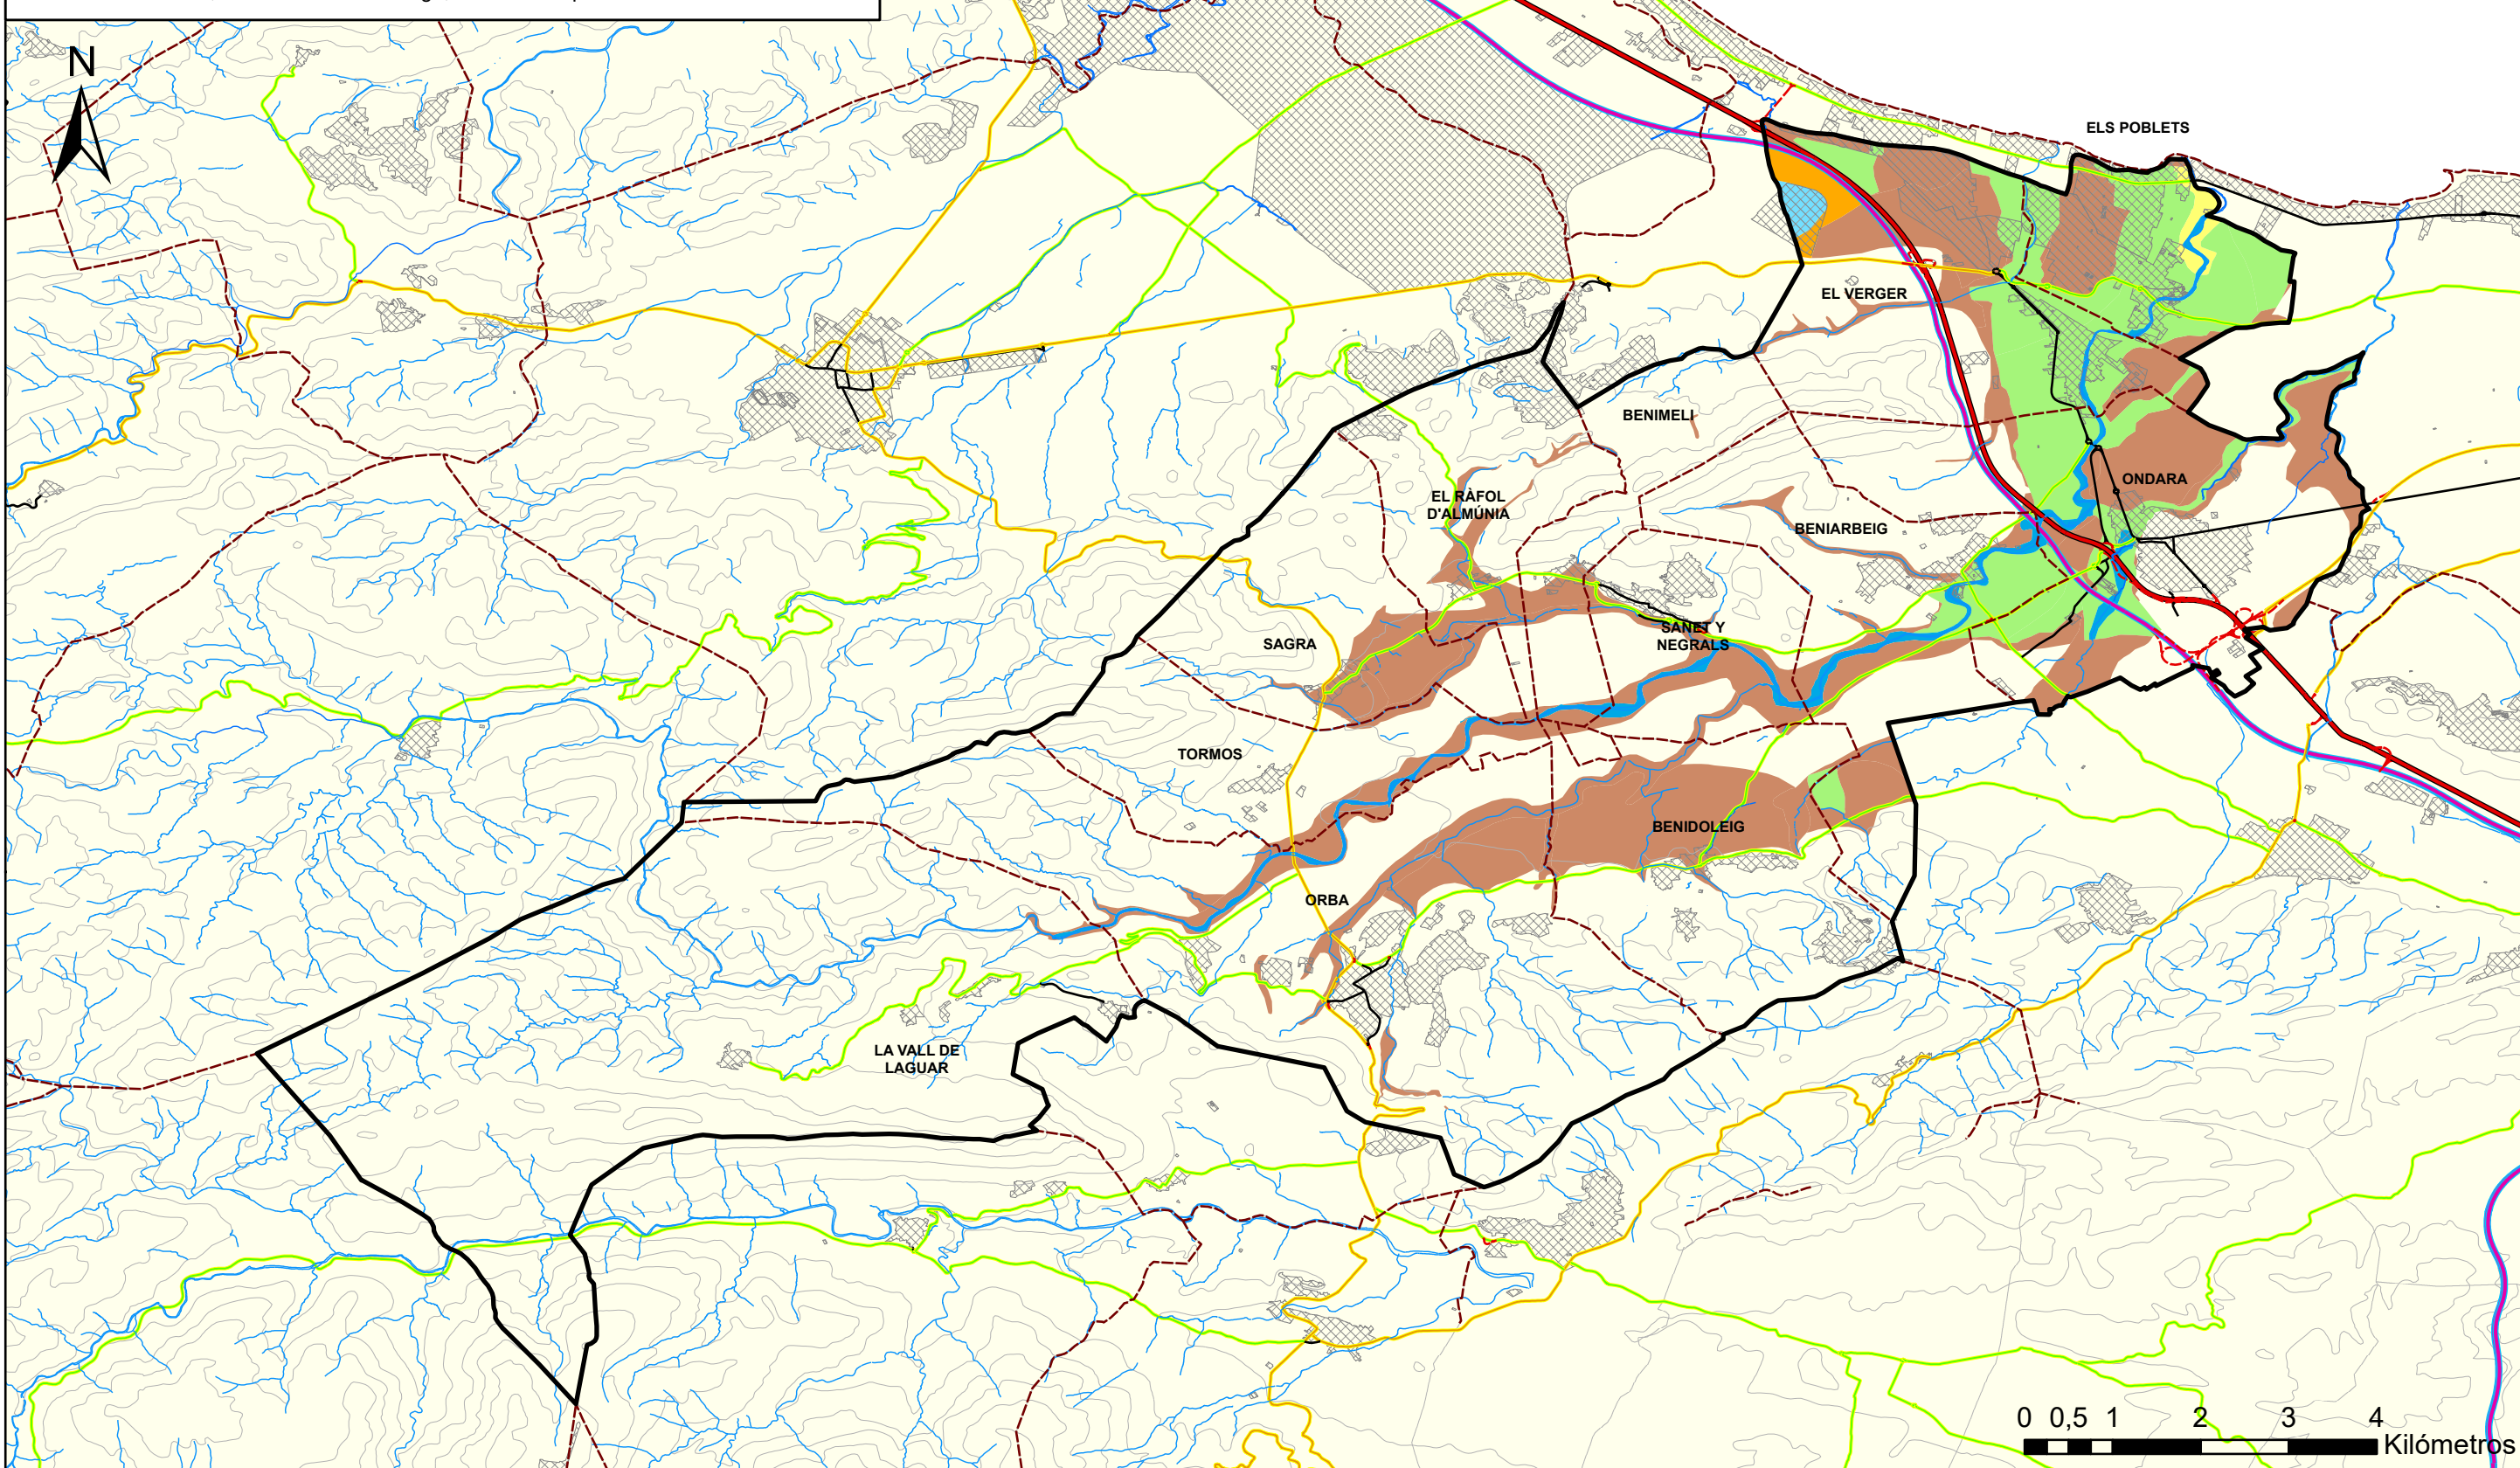 N
ELS POBLETS
EL VERGER
BENIMELI
EL RÀFOL
D'ALMÚNIA
ONDARA
BENIARBEIG
SAGRA
SANET Y
NEGRALS
TORMOS
BENIDOLEIG
ORBA
LA VALL DE
LAGUAR
0 0,5 1 2 3 4
Kilómetros